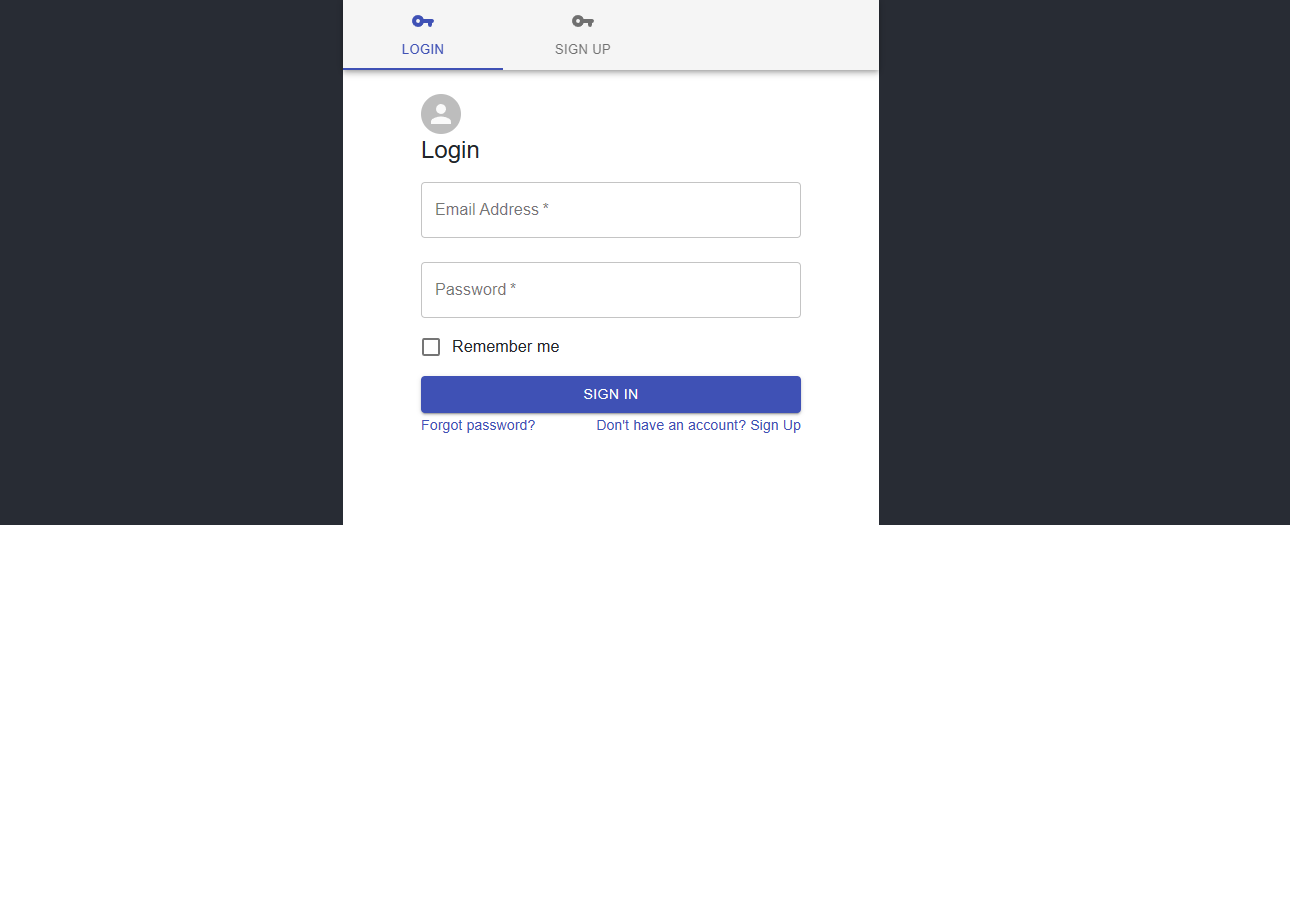 LOGIN
SIGN UP
Login
Email Address *
Password *
Remember me
SIGN IN
Forgot password?
Don't have an account? Sign Up